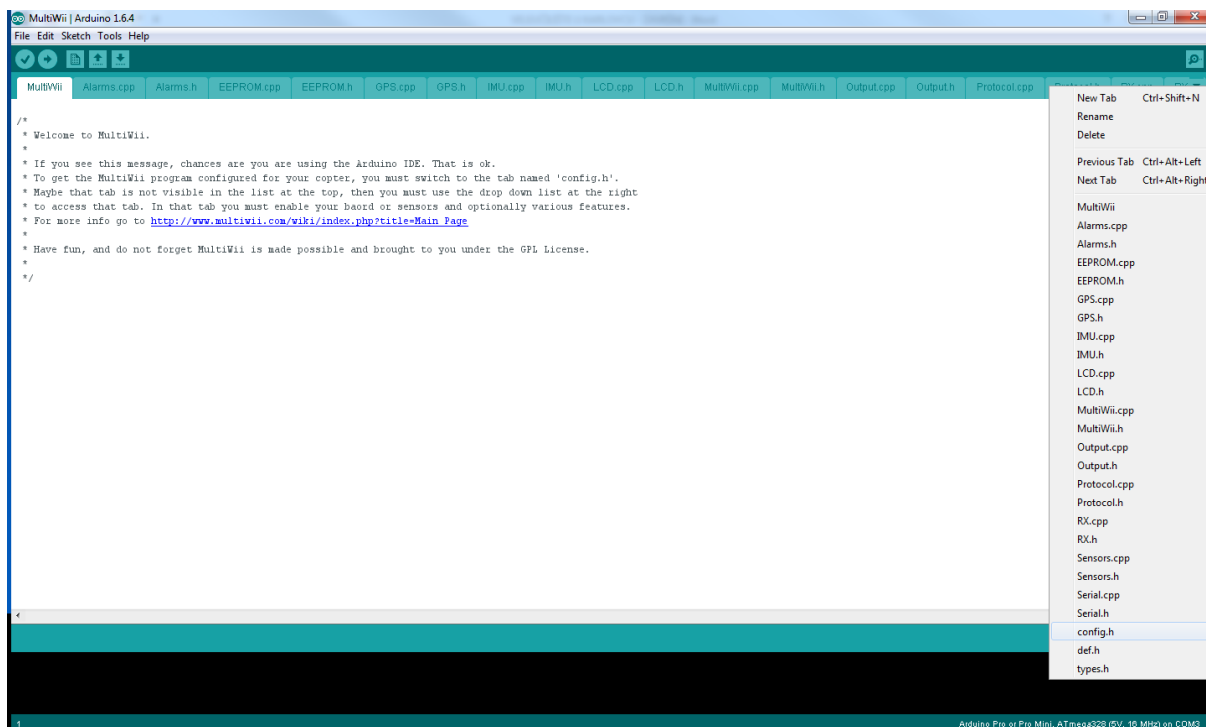 MultiWii | Arduino 1.6.4
File Edit Sketch Tools Help
MultiWii Alarms.cpp Alarms.h EEPROM.cpp EEPROM.h GPS.cpp GPS.h IMU.cpp IMU.h LCD.cpp LCD.h MultiWii.cpp MultiWii.h Output.cpp Output.h Protocol.cpp
/*
* Welcome to MultiWii.
*
* If you see this message, chances are you are using the Arduino IDE. That is ok.
* To get the MultiWii program configured for your copter, you must switch to the tab named 'config.h'.
* Maybe that tab is not visible in the list at the top, then you must use the drop down list at the right
* to access that tab. In that tab you must enable your baord or sensors and optionally various features.
* For more info go to http://www.multiwii.com/wiki/index.php?title=Main Page
*
* Have fun, and do not forget MultiWii is made possible and brought to you under the GPL License.
*
*/
New Tab Ctrl+Shift+N
Rename
Delete
Previous Tab Ctrl+Alt+Left
Next Tab Ctrl+Alt+Right
MultiWii
Alarms.cpp
Alarms.h
EEPROM.cpp
EEPROM.h
GPS.cpp
GPS.h
IMU.cpp
IMU.h
LCD.cpp
LCD.h
MultiWii.cpp
MultiWii.h
Output.cpp
Output.h
Protocol.cpp
Protocol.h
RX.cpp
RX.h
Sensors.cpp
Sensors.h
Serial.cpp
Serial.h
config.h
def.h
types.h
1
Arduino Pro or Pro Mini, ATmega328 (5V, 16 MHz) on COM3